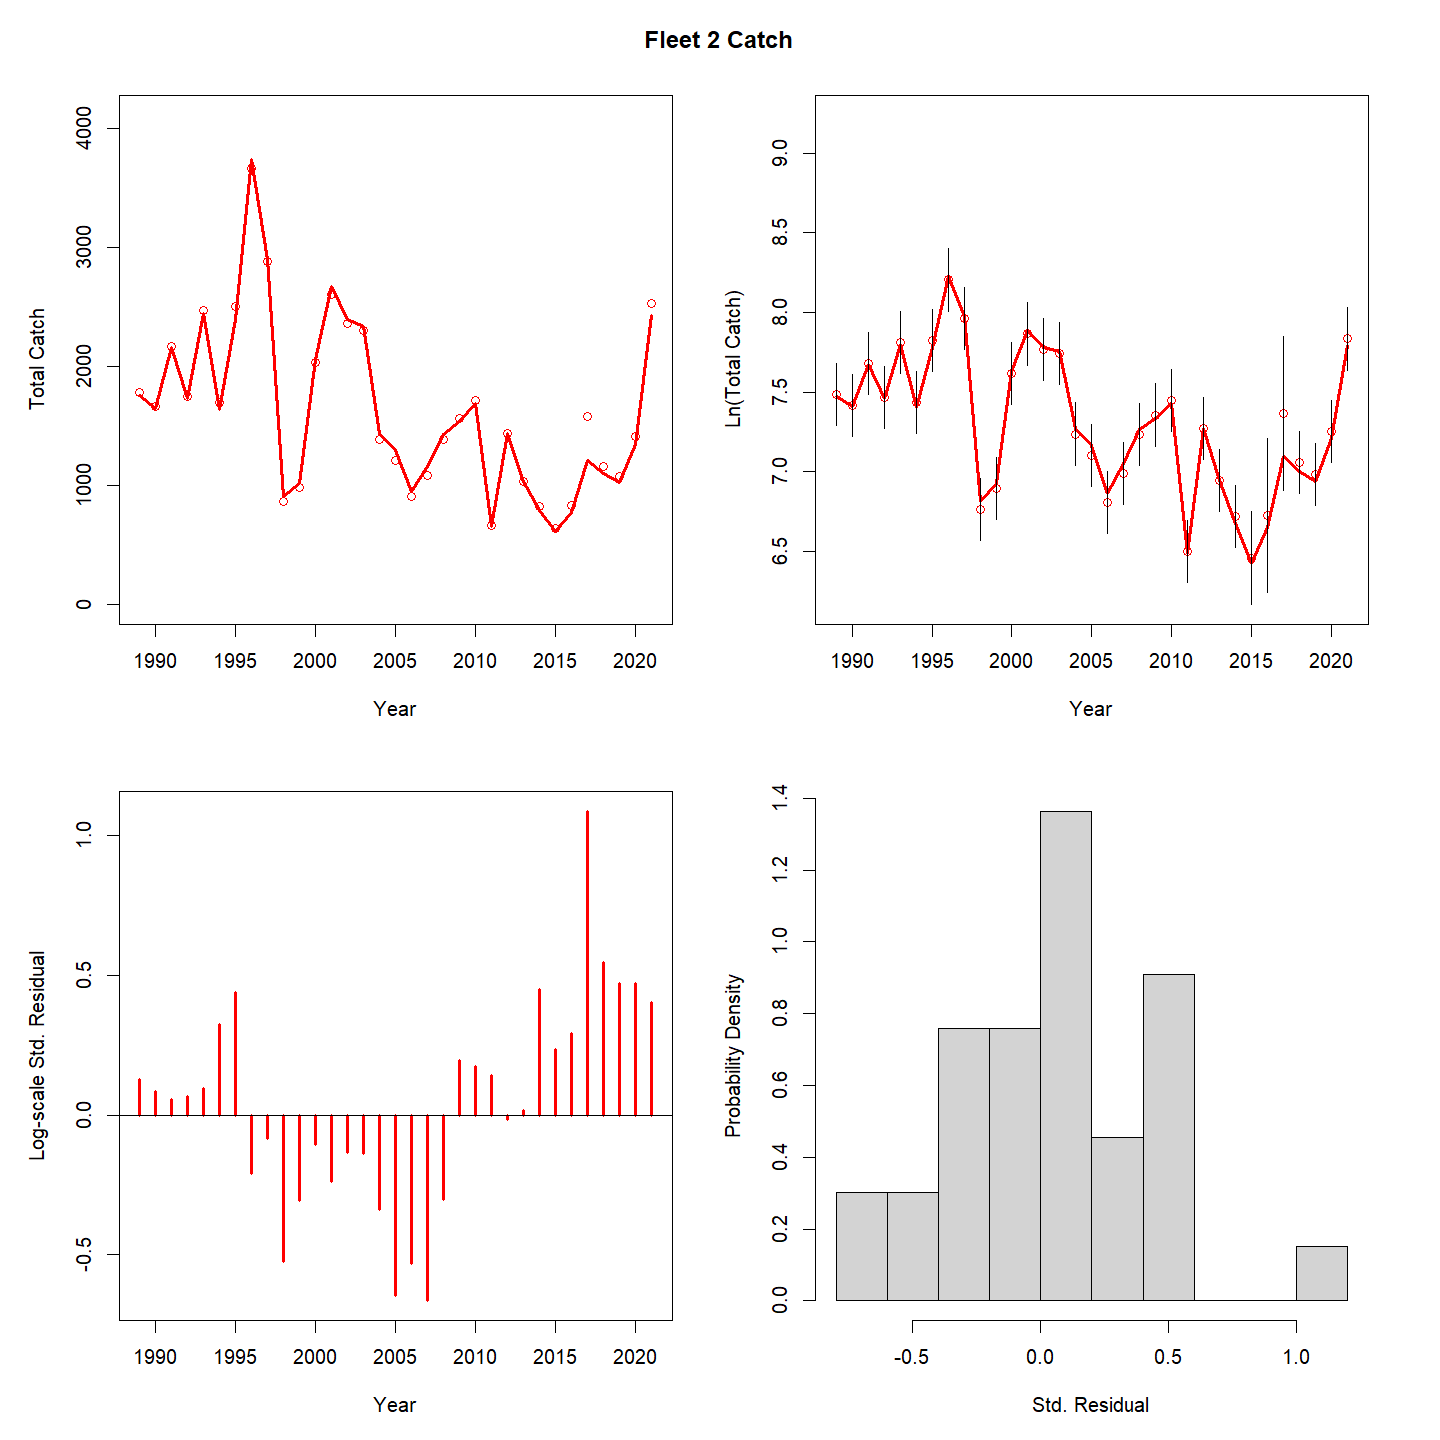 Fleet 2 Catch
Total Catch
0 1000 2000 3000 4000
1990 1995 2000 2005 2010 2015 2020
Year
Ln(Total Catch)
6.5 7.0 7.5 8.0 8.5 9.0
1990 1995 2000 2005 2010 2015 2020
Year
Log-scale Std. Residual
-0.5 0.0 0.5 1.0
1990 1995 2000 2005 2010 2015 2020
Year
Probability Density
0.0 0.2 0.4 0.6 0.8 1.0 1.2 1.4
-0.5 0.0 0.5 1.0
Std. Residual